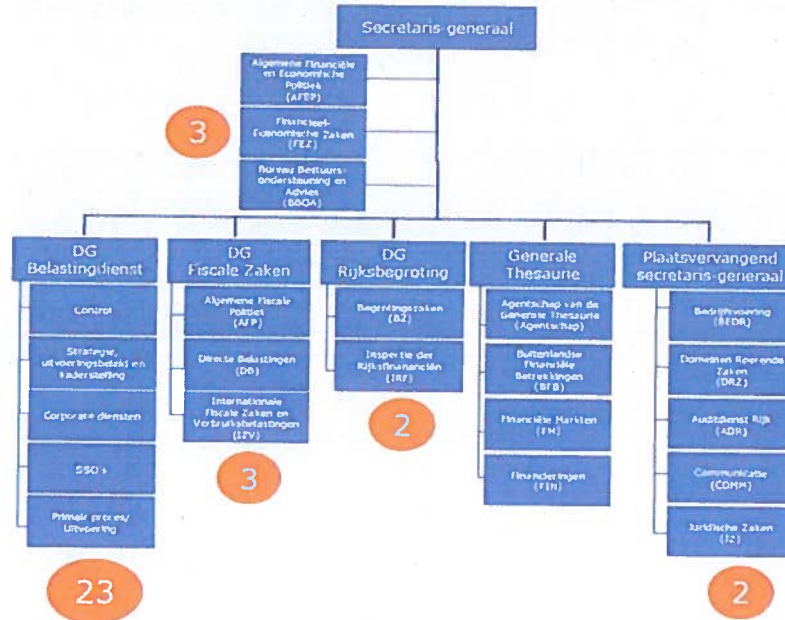 Secretaris-generaal
Algemene Financiële
en Economische
Politiek
(AFEP)
Financieel-
Economische Zaken
(FEZ)
Bureau Bestuurs-
ondersteuning en
Advies
(BBOA)
3
DG
Belastingdienst
Control
Strategie,
uitvoeringsbeleid en
kaderstelling
Corporate diensten
SSO's
Primair proces/
Uitvoering
23
DG
Fiscale Zaken
Algemene Fiscale
Politiek
(AFP)
Directe Belastingen
(DB)
Internationale
Fiscale Zaken en
Verbruiksbelastingen
(IZV)
3
DG
Rijksbegroting
Begrotingszaken
(BZ)
Inspectie der
Rijksfinanciën
(IRF)
2
Generale
Thesaurie
Agentschap van de
Generale Thesaurie
(Agentschap)
Buitenlandse
Financiële
Betrekkingen
(BFB)
Financiële Markten
(FM)
Financieringen
(FIN)
Plaatsvervangend
secretaris-generaal
Bedrijfsvoering
(BEDR)
Domeinen Roerende
Zaken
(DRZ)
Auditdienst Rijk
(ADR)
Communicatie
(COMM)
Juridische Zaken
(JZ)
2